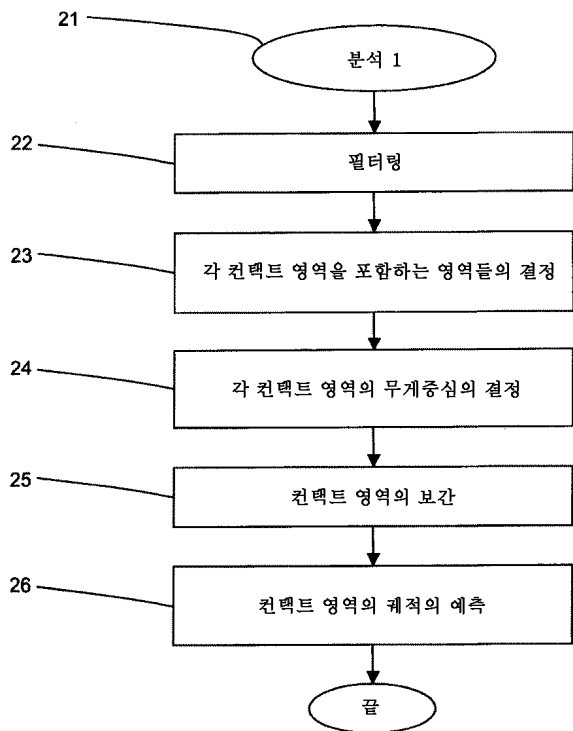 21
분석 1
22
필터링
23
각 컨택트 영역을 포함하는 영역들의 결정
24
각 컨택트 영역의 무게중심의 결정
25
컨택트 영역의 보간
26
컨택트 영역의 궤적의 예측
끝